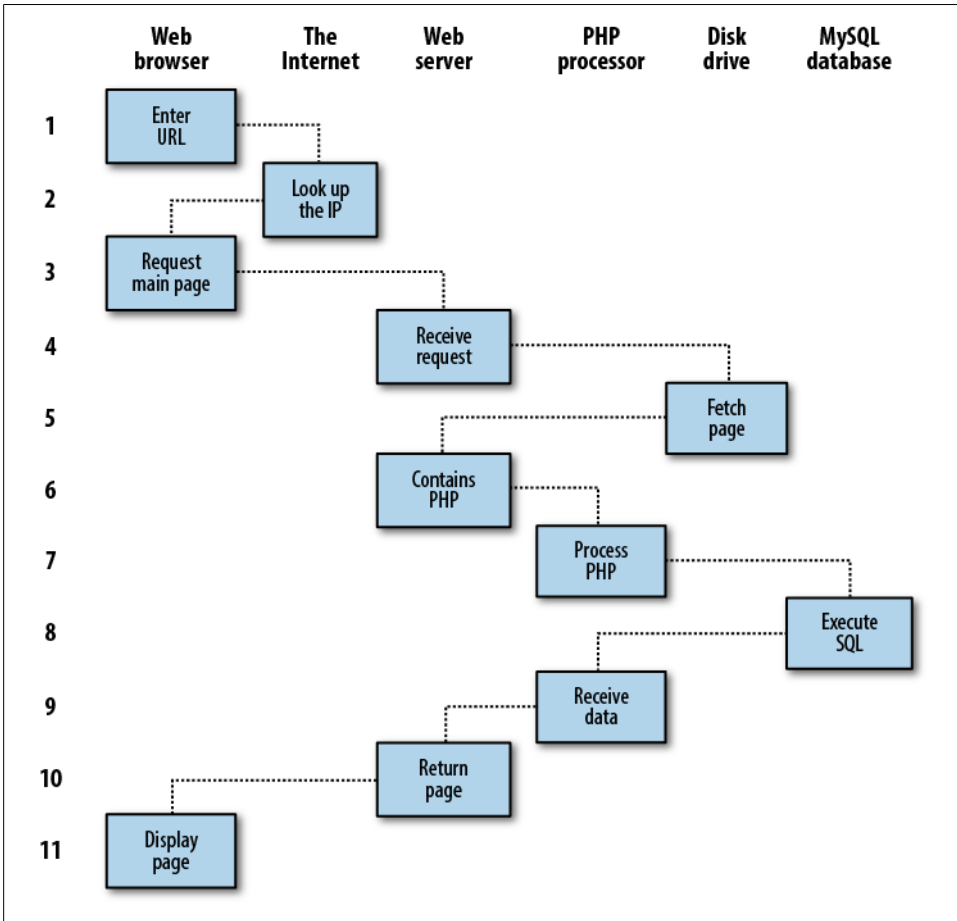 Web
browser
The
Internet
Web
server
PHP
processor
Disk
drive
MySQL
database
1
Enter
URL
2
Look up
the IP
3
Request
main page
4
Receive
request
5
Fetch
page
6
Contains
PHP
7
Process
PHP
8
Execute
SQL
9
Receive
data
10
Return
page
11
Display
page